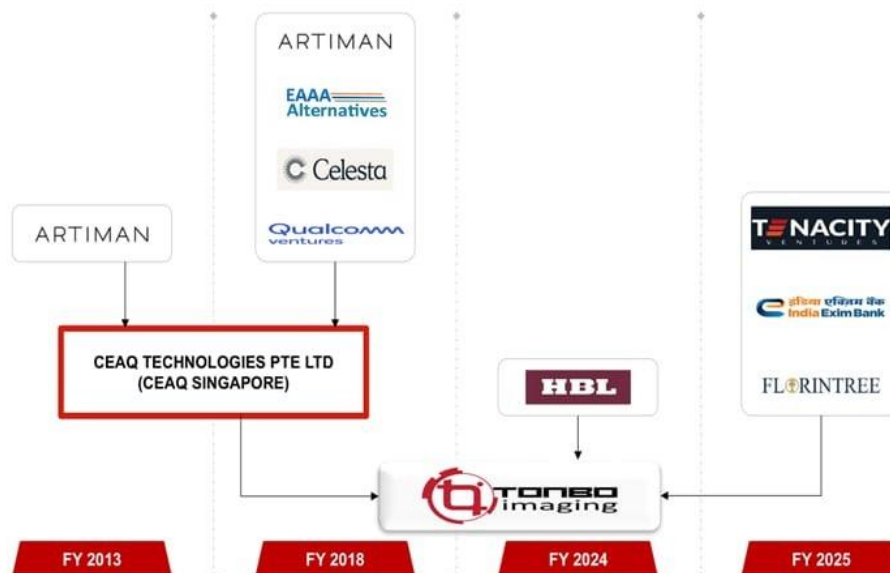 ARTIMAN
ARTIMAN
EAAA
Alternatives
Celesta
Qualcomm
ventures
CEAQ TECHNOLOGIES PTE LTD
(CEAQ SINGAPORE)
HBL
TENACITY
VENTURES
इंडिया एक्ज़िम बैंक
India Exim Bank
FLORINTREE
TONBO
imaging
FY 2013
FY 2018
FY 2024
FY 2025